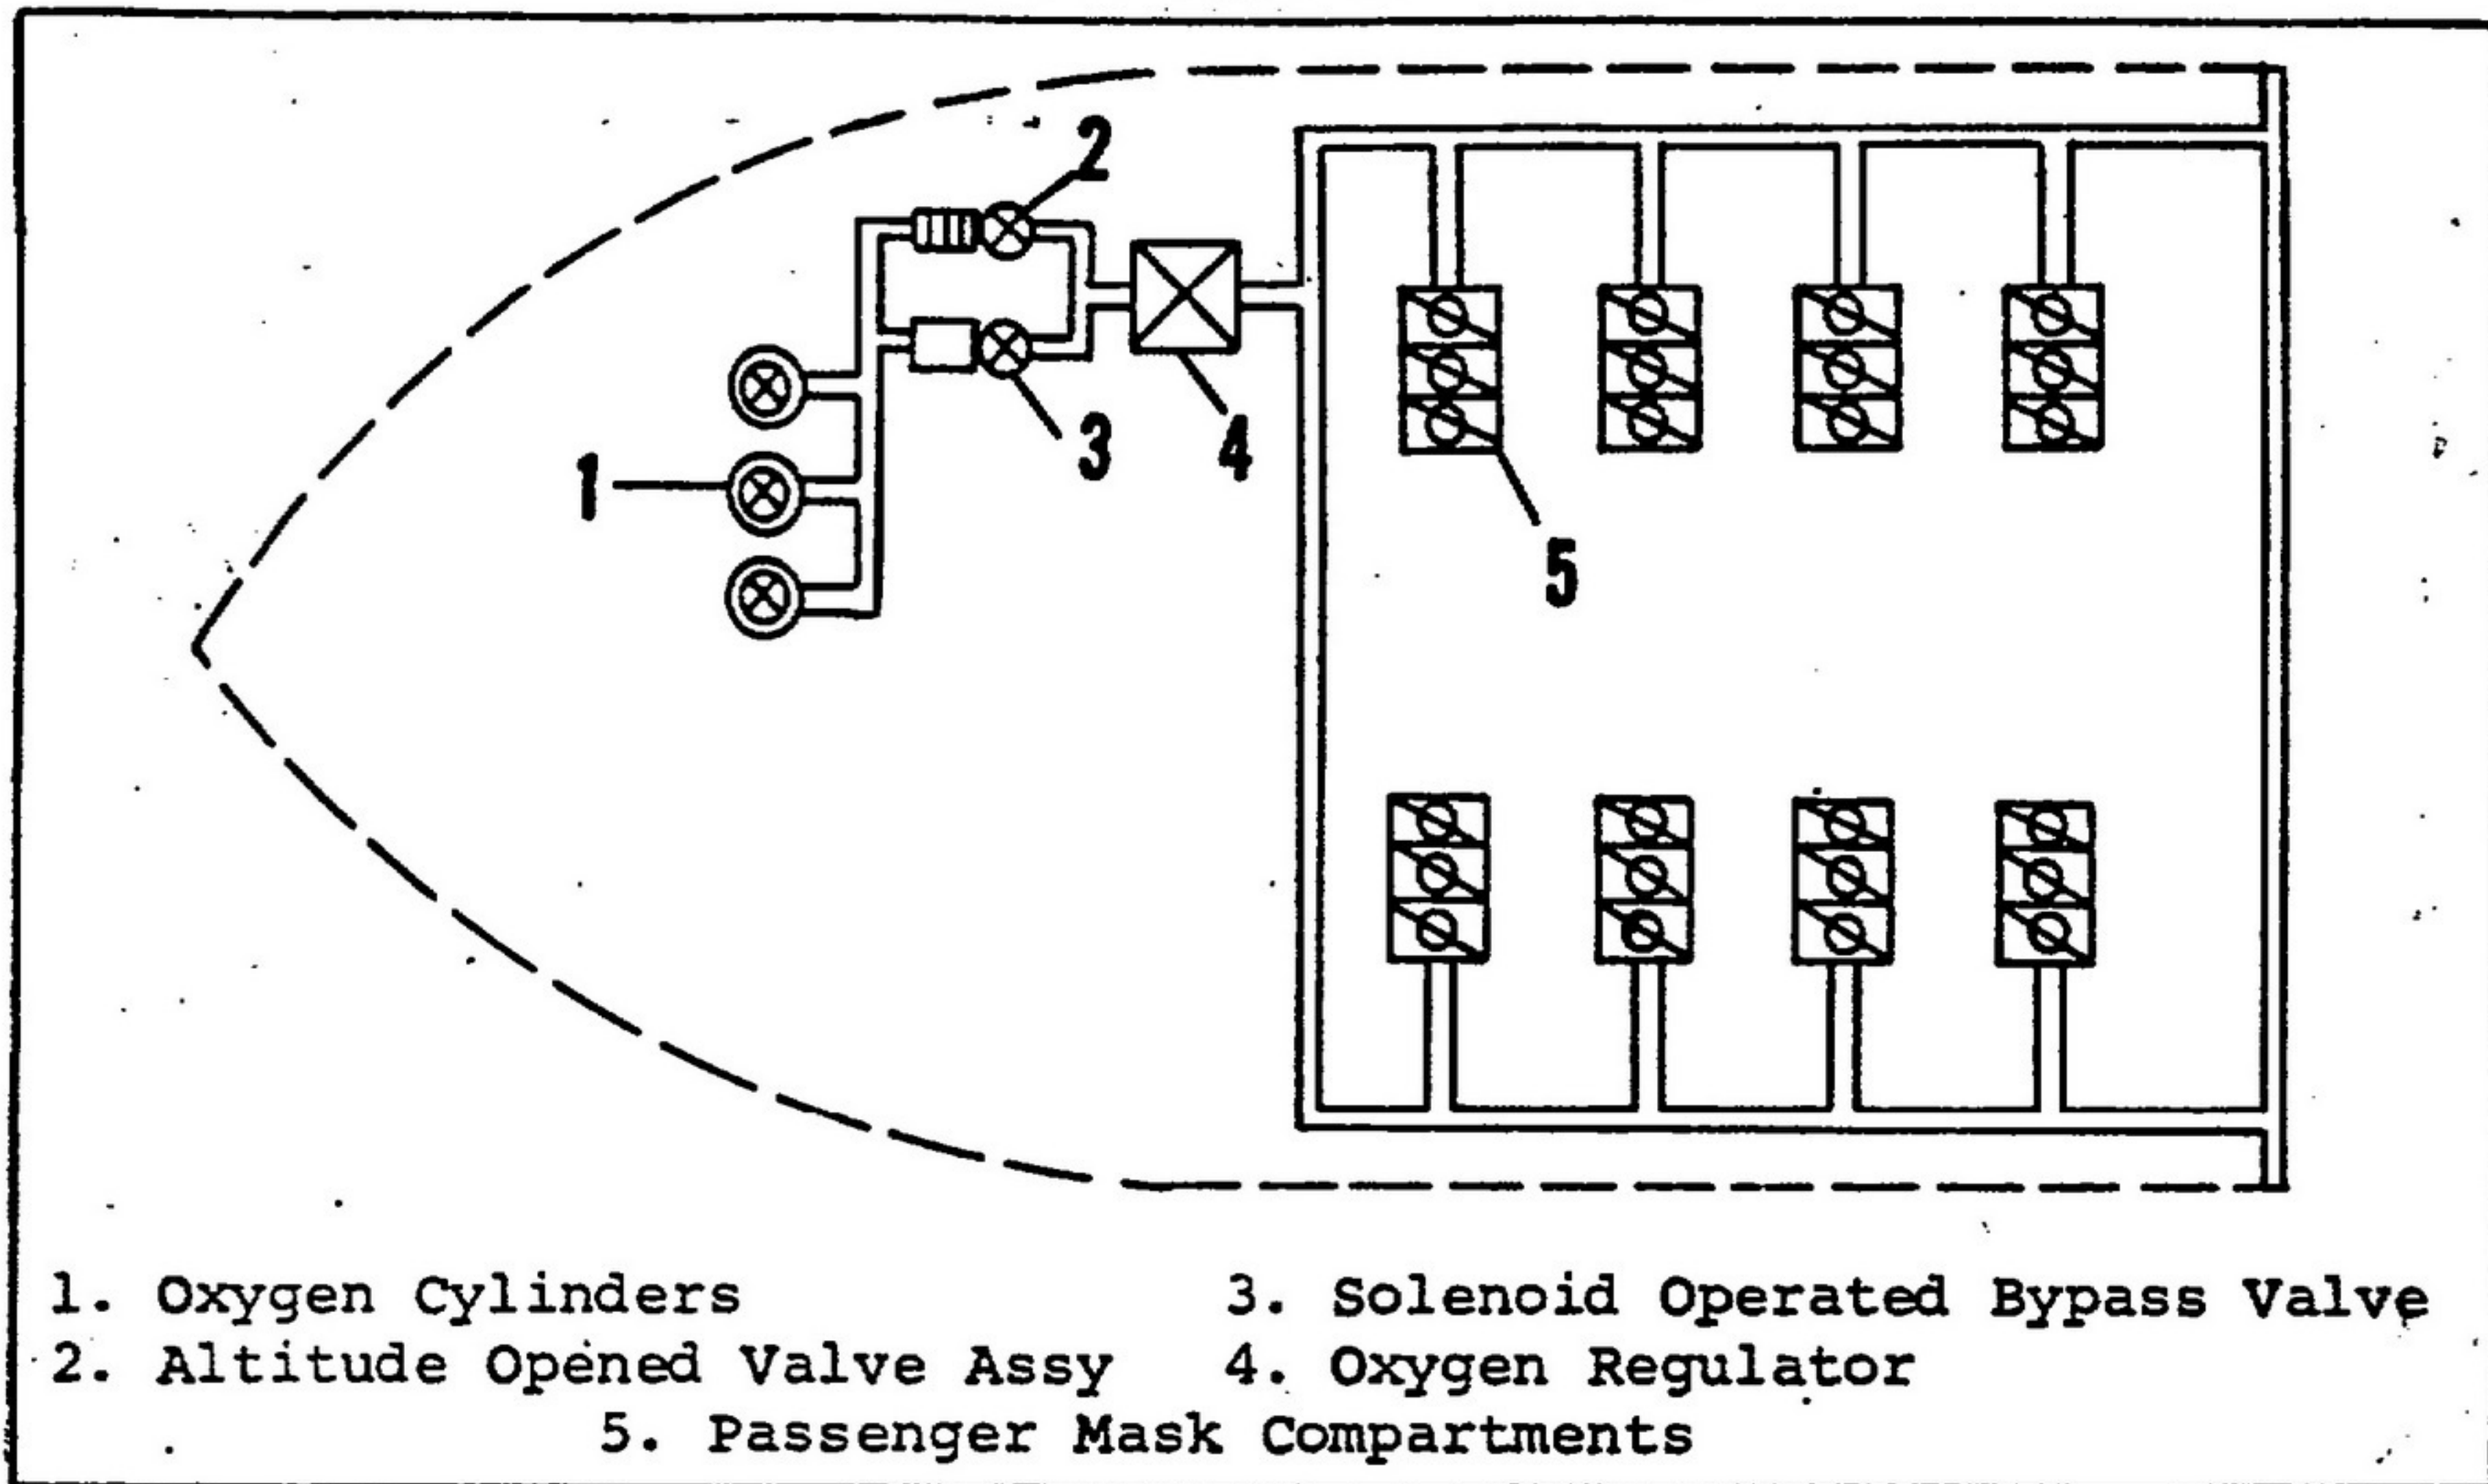 2
1
3
4
5
1. Oxygen Cylinders
3. Solenoid Operated Bypass Valve
2. Altitude Opened Valve Assy
4. Oxygen Regulator
5. Passenger Mask Compartments